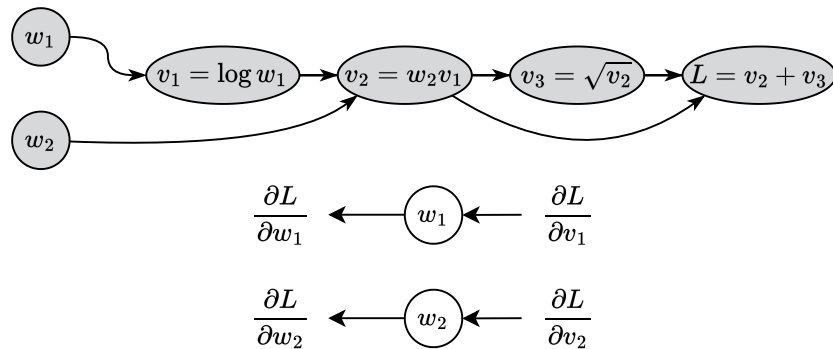 w₁
v₁ = log w₁
v₂ = w₂v₁
v₃ = √v₂
L = v₂ + v₃
w₂
∂L/∂w₁
w₁
∂L/∂v₁
∂L/∂w₂
w₂
∂L/∂v₂